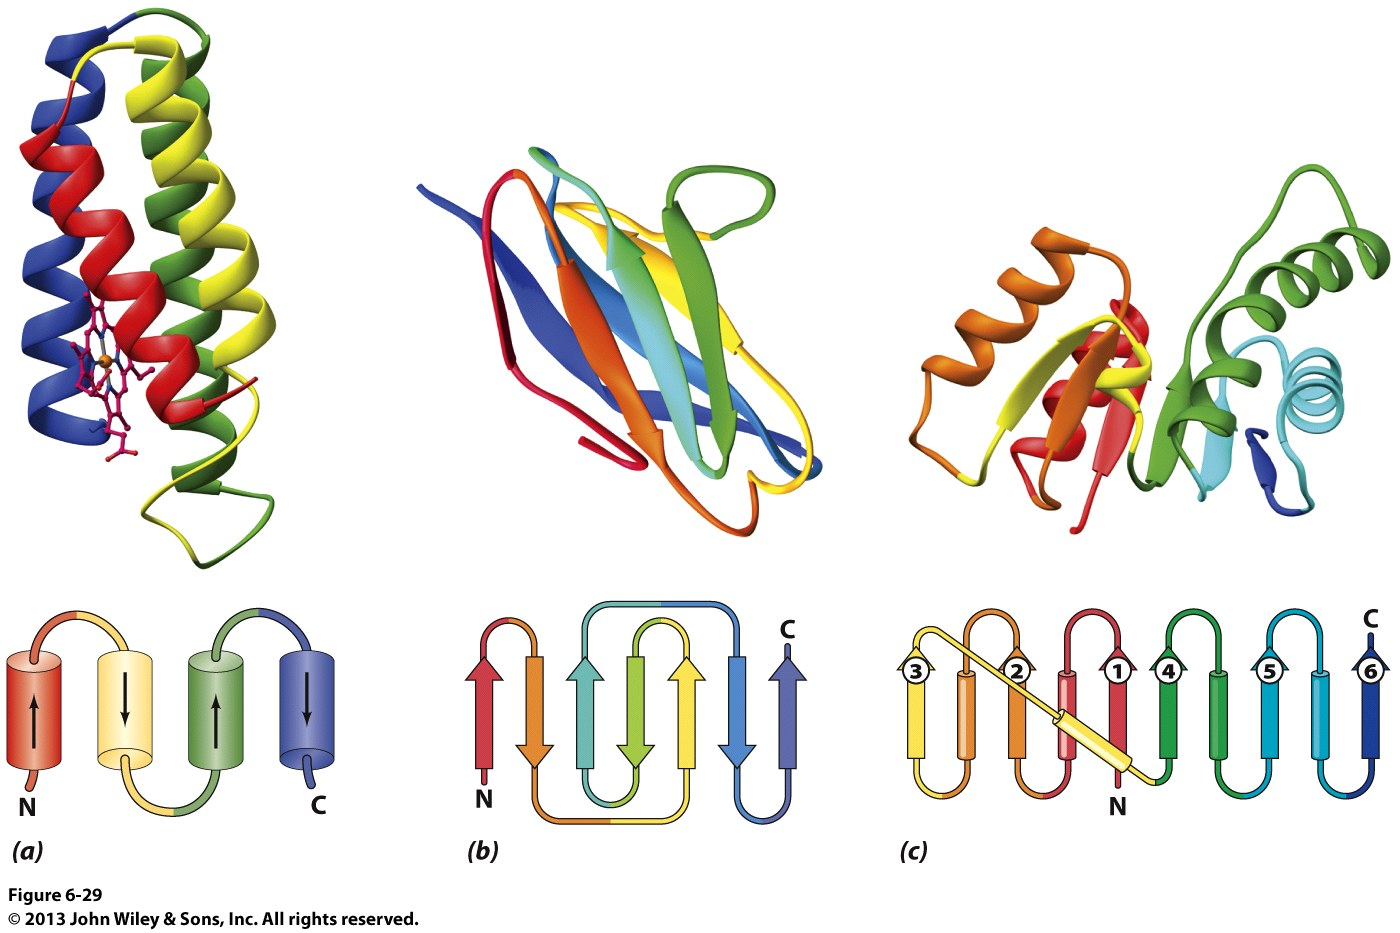 N
C
(a)
N
C
(b)
3
2
1
4
5
6
N
C
(c)
Figure 6-29
© 2013 John Wiley & Sons, Inc. All rights reserved.